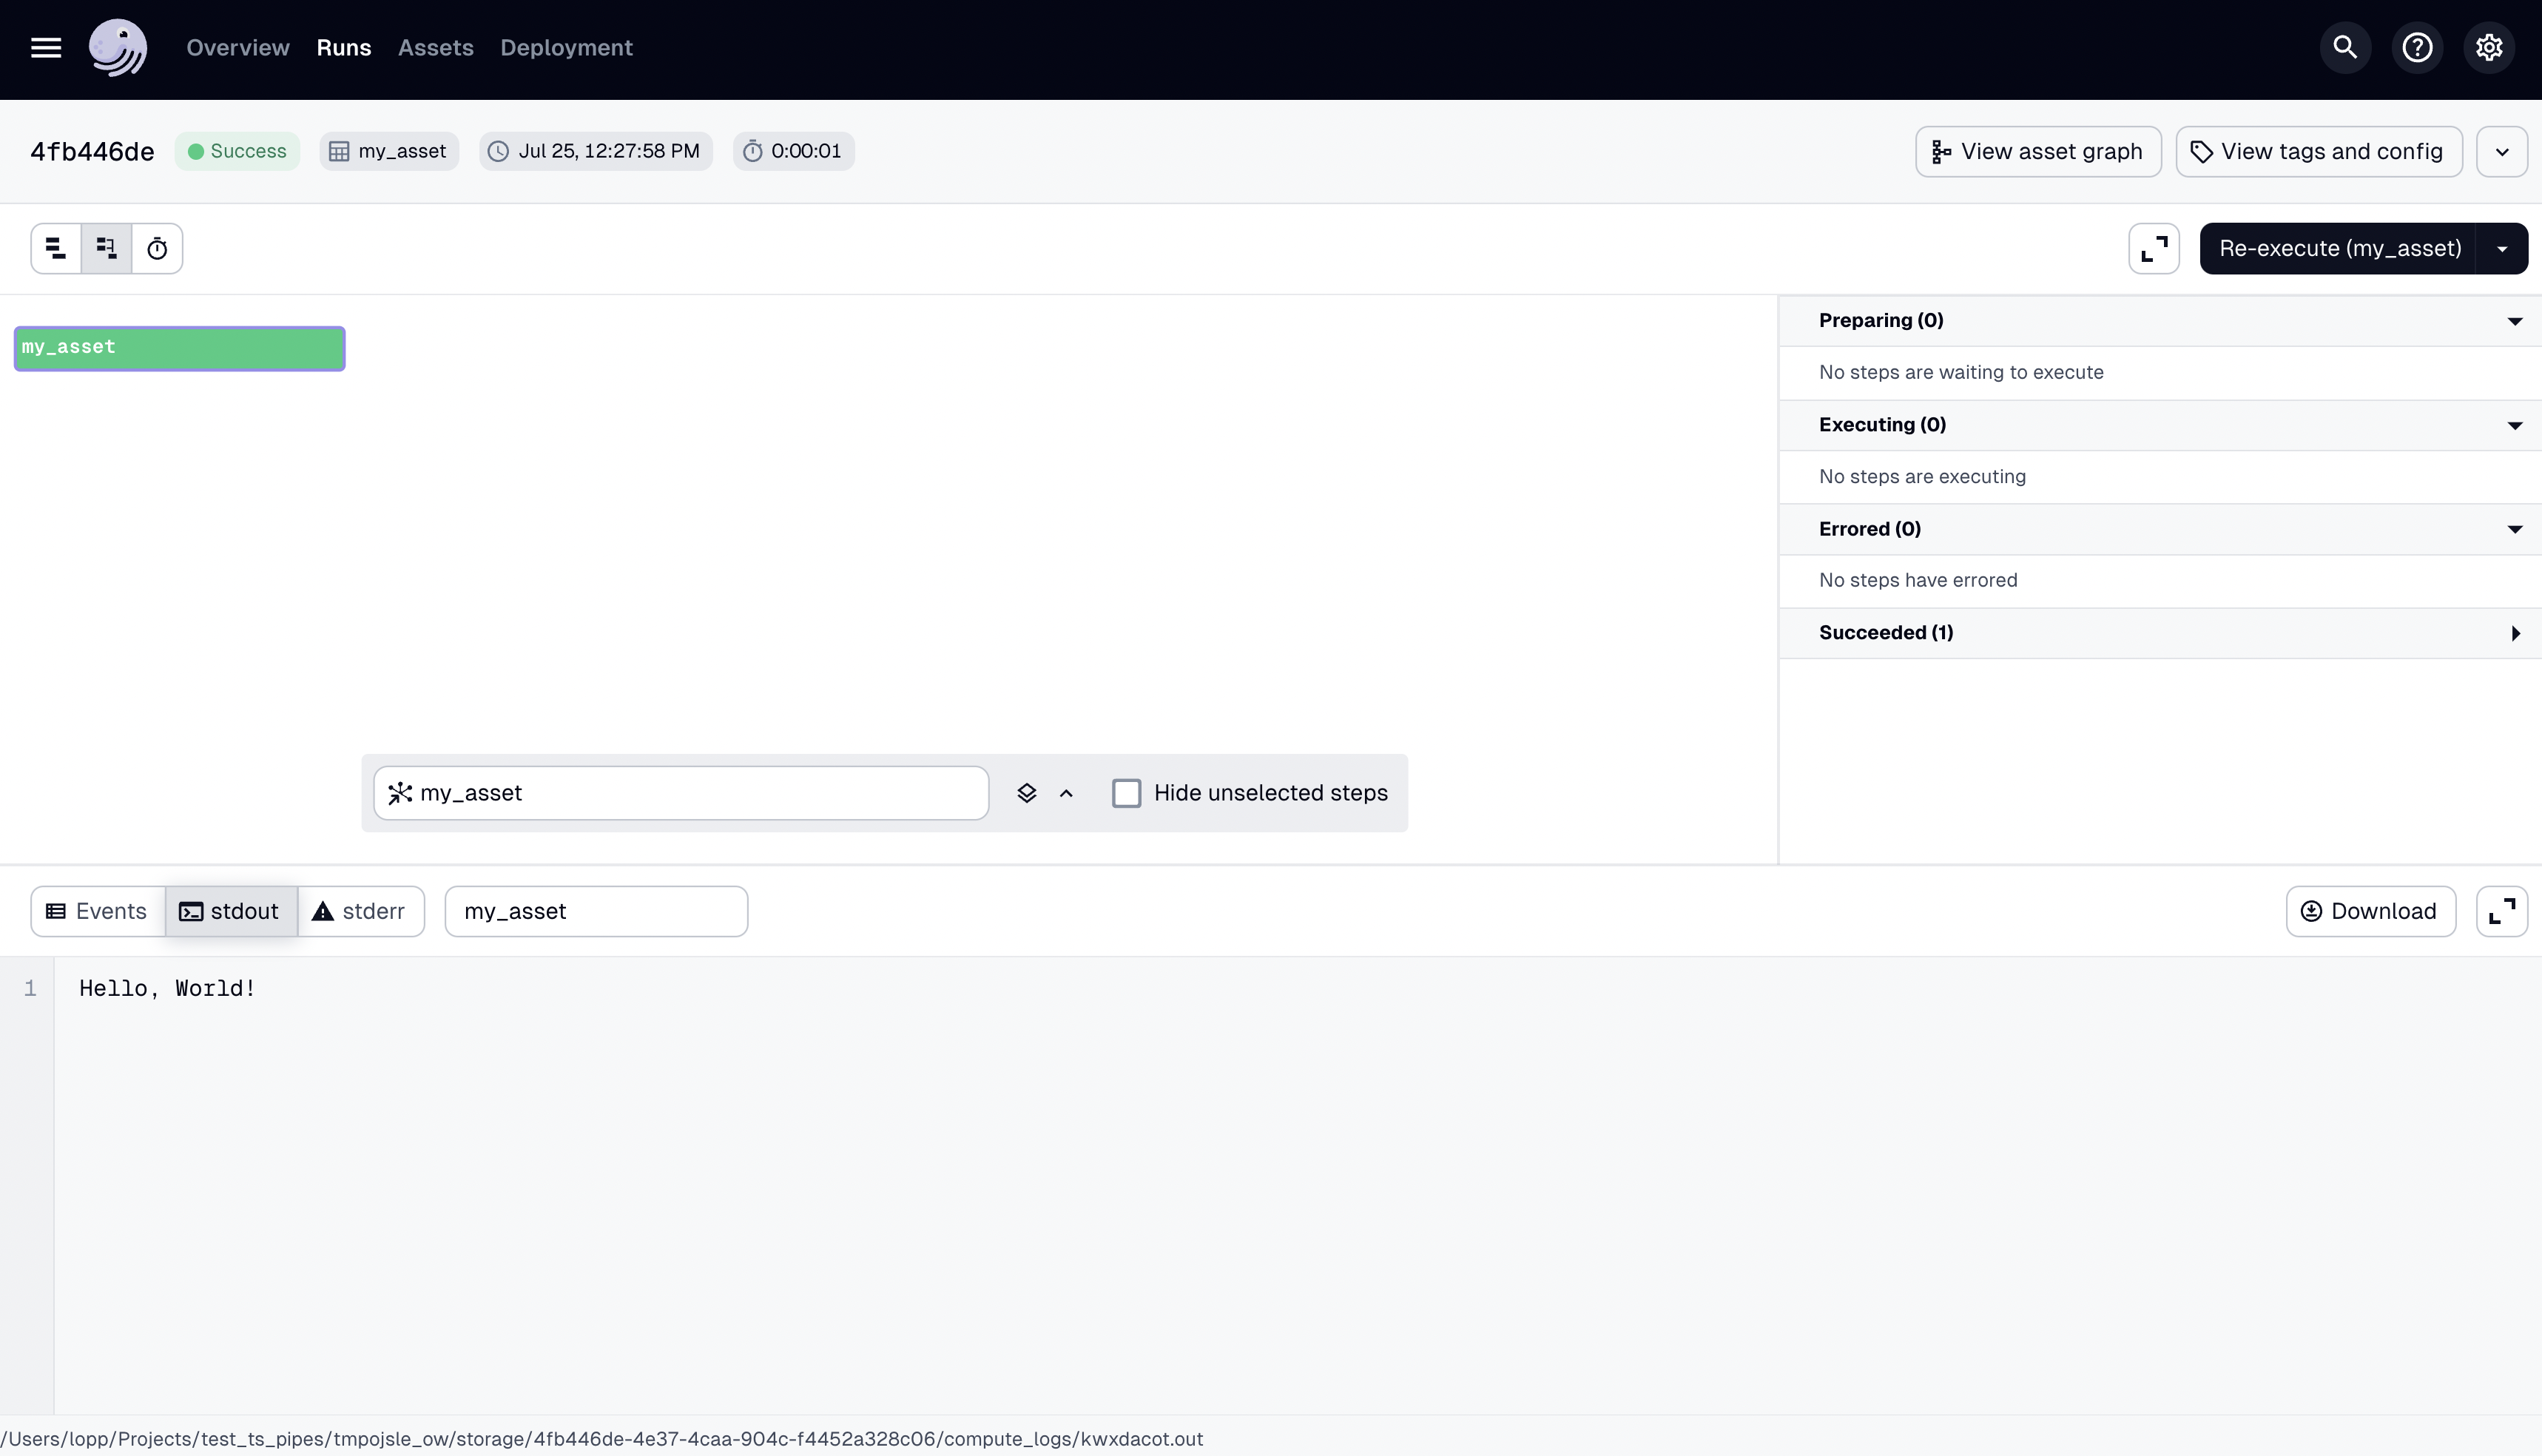 Overview Runs Assets Deployment
4fb446de Success my_asset Jul 25, 12:27:58 PM 0:00:01 View asset graph View tags and config
Re-execute (my_asset)
my_asset
Preparing (0)
No steps are waiting to execute
Executing (0)
No steps are executing
Errored (0)
No steps have errored
Succeeded (1)
my_asset Hide unselected steps
Events stdout stderr my_asset Download
1 Hello, World!
/Users/lopp/Projects/test_ts_pipes/tmpojsle_ow/storage/4fb446de-4e37-4caa-904c-f4452a328c06/compute_logs/kwxdacot.out